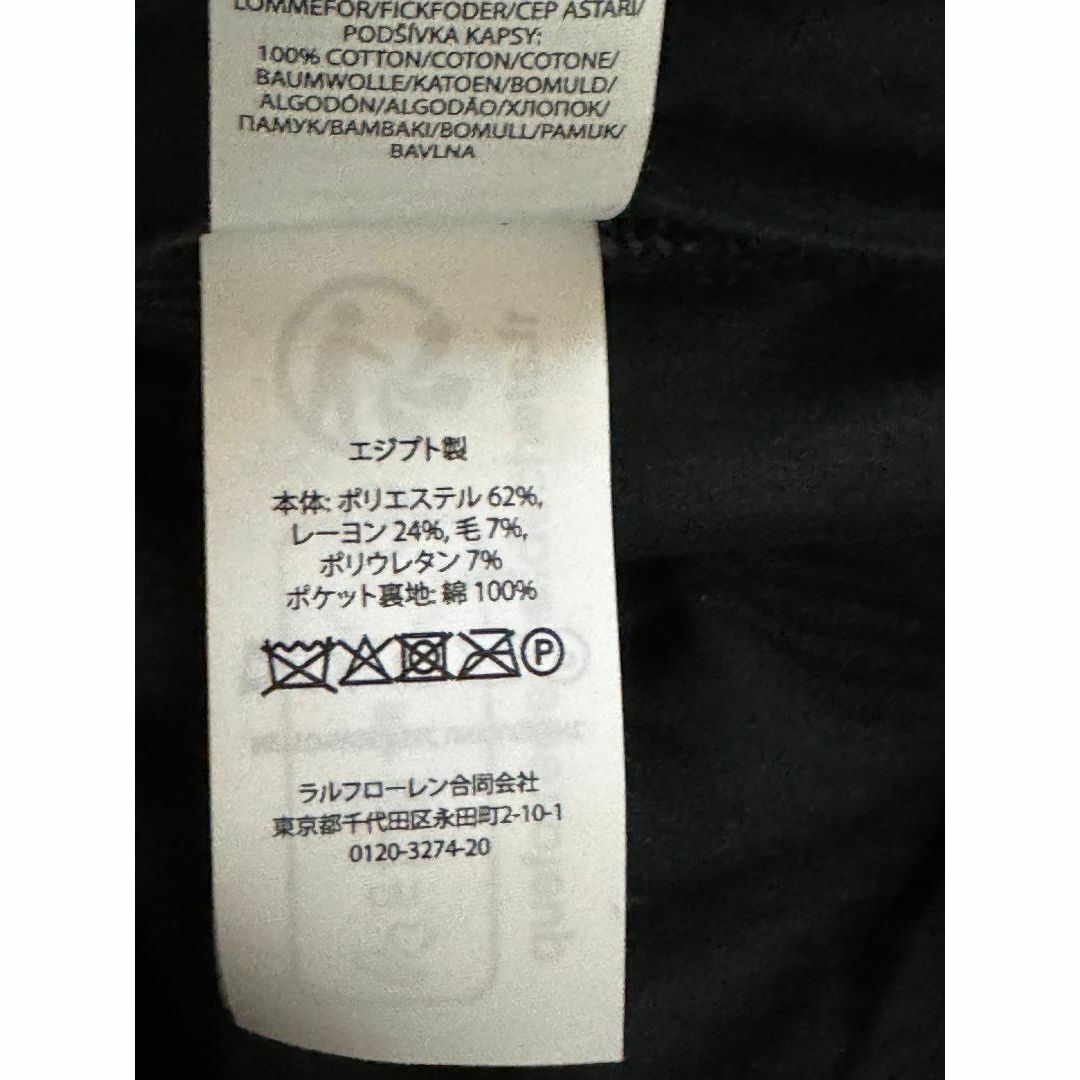 LOMMEFOR/FICKFODER/CEP ASTARI/
PODŠÍVKA KAPSY:
100% COTTON/COTON/COTONE/
BAUMWOLLE/KATOEN/BOMULD/
ALGODÓN/ALGODÃO/ХЛОПОК/
ПАМУК/BAMBAKI/BOMULL/PAMUK/
BAVLNA
エジプト製
本体: ポリエステル 62%,
レーヨン 24%, 毛 7%,
ポリウレタン 7%
ポケット裏地: 綿 100%
P
ラルフローレン合同会社
東京都千代田区永田町2-10-1
0120-3274-20